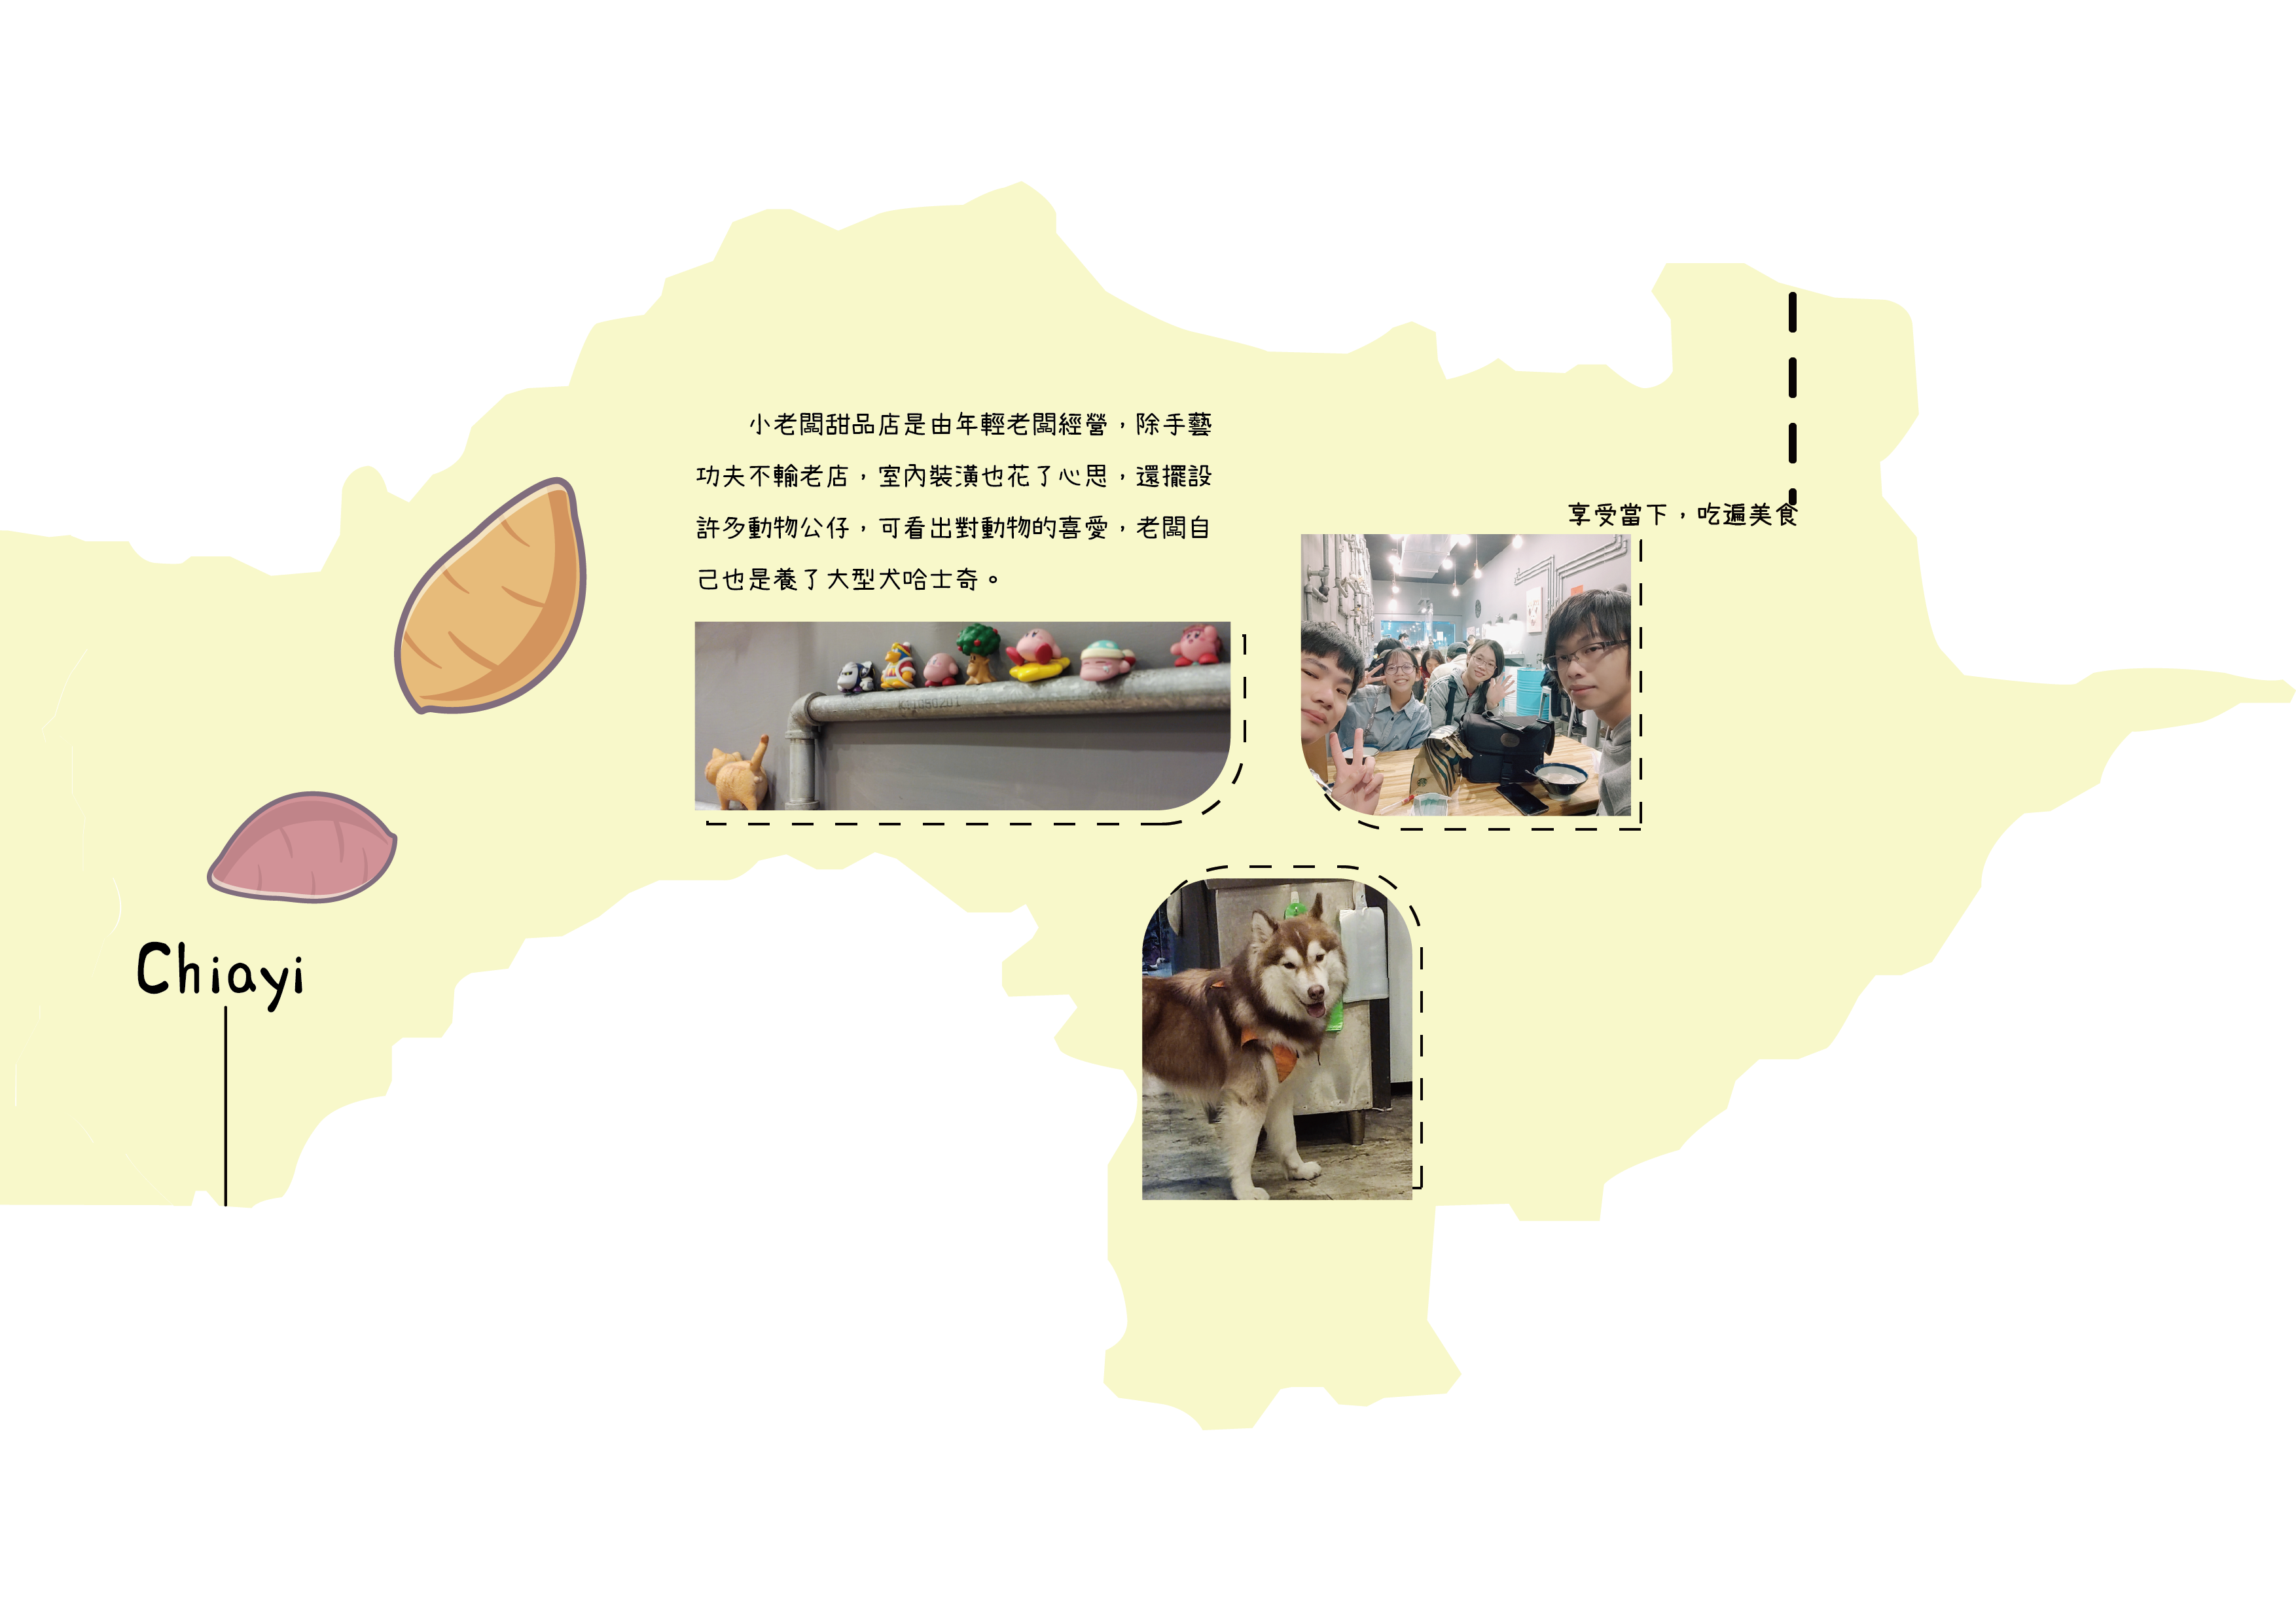 小老闆甜品店是由年輕老闆經營，除手藝
功夫不輸老店，室內裝潢也花了心思，還擺設
許多動物公仔，可看出對動物的喜愛，老闆自
己也是養了大型犬哈士奇。
享受當下，吃遍美食
Chiayi